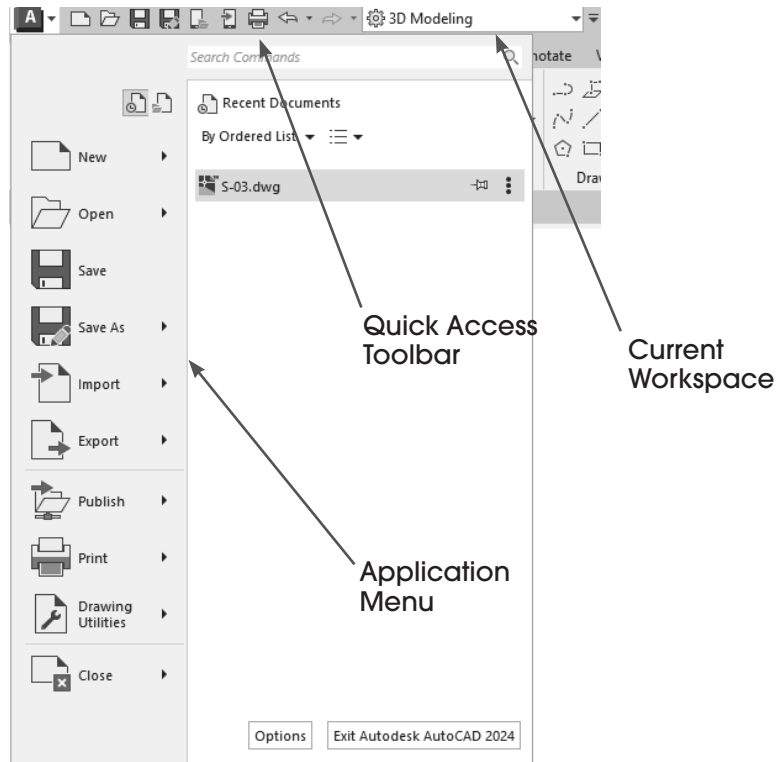 A
3D Modeling
Search Commands
notate
Recent Documents
By Ordered List
New
S-03.dwg
Open
Save
Save As
Import
Export
Publish
Print
Drawing
Utilities
Close
Options
Exit Autodesk AutoCAD 2024
Quick Access
Toolbar
Current
Workspace
Application
Menu